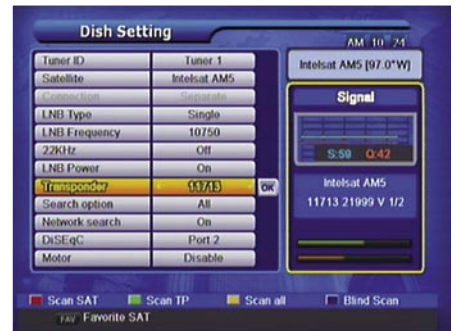 Dish Setting
AM 10 24
Tuner ID Tuner 1
Satellite Intelsat AM5
Connection Separate
LNB Type Single
LNB Frequency 10750
22KHz Off
LNB Power On
Transponder 11713 OK
Search option All
Network search On
DiSEqC Port 2
Motor Disable
Intelsat AM5 [97.0°W]
Signal
S:59 Q:42
Intelsat AM5
11713 21999 V 1/2
Scan SAT Scan TP Scan all Blind Scan
FAV Favorite SAT